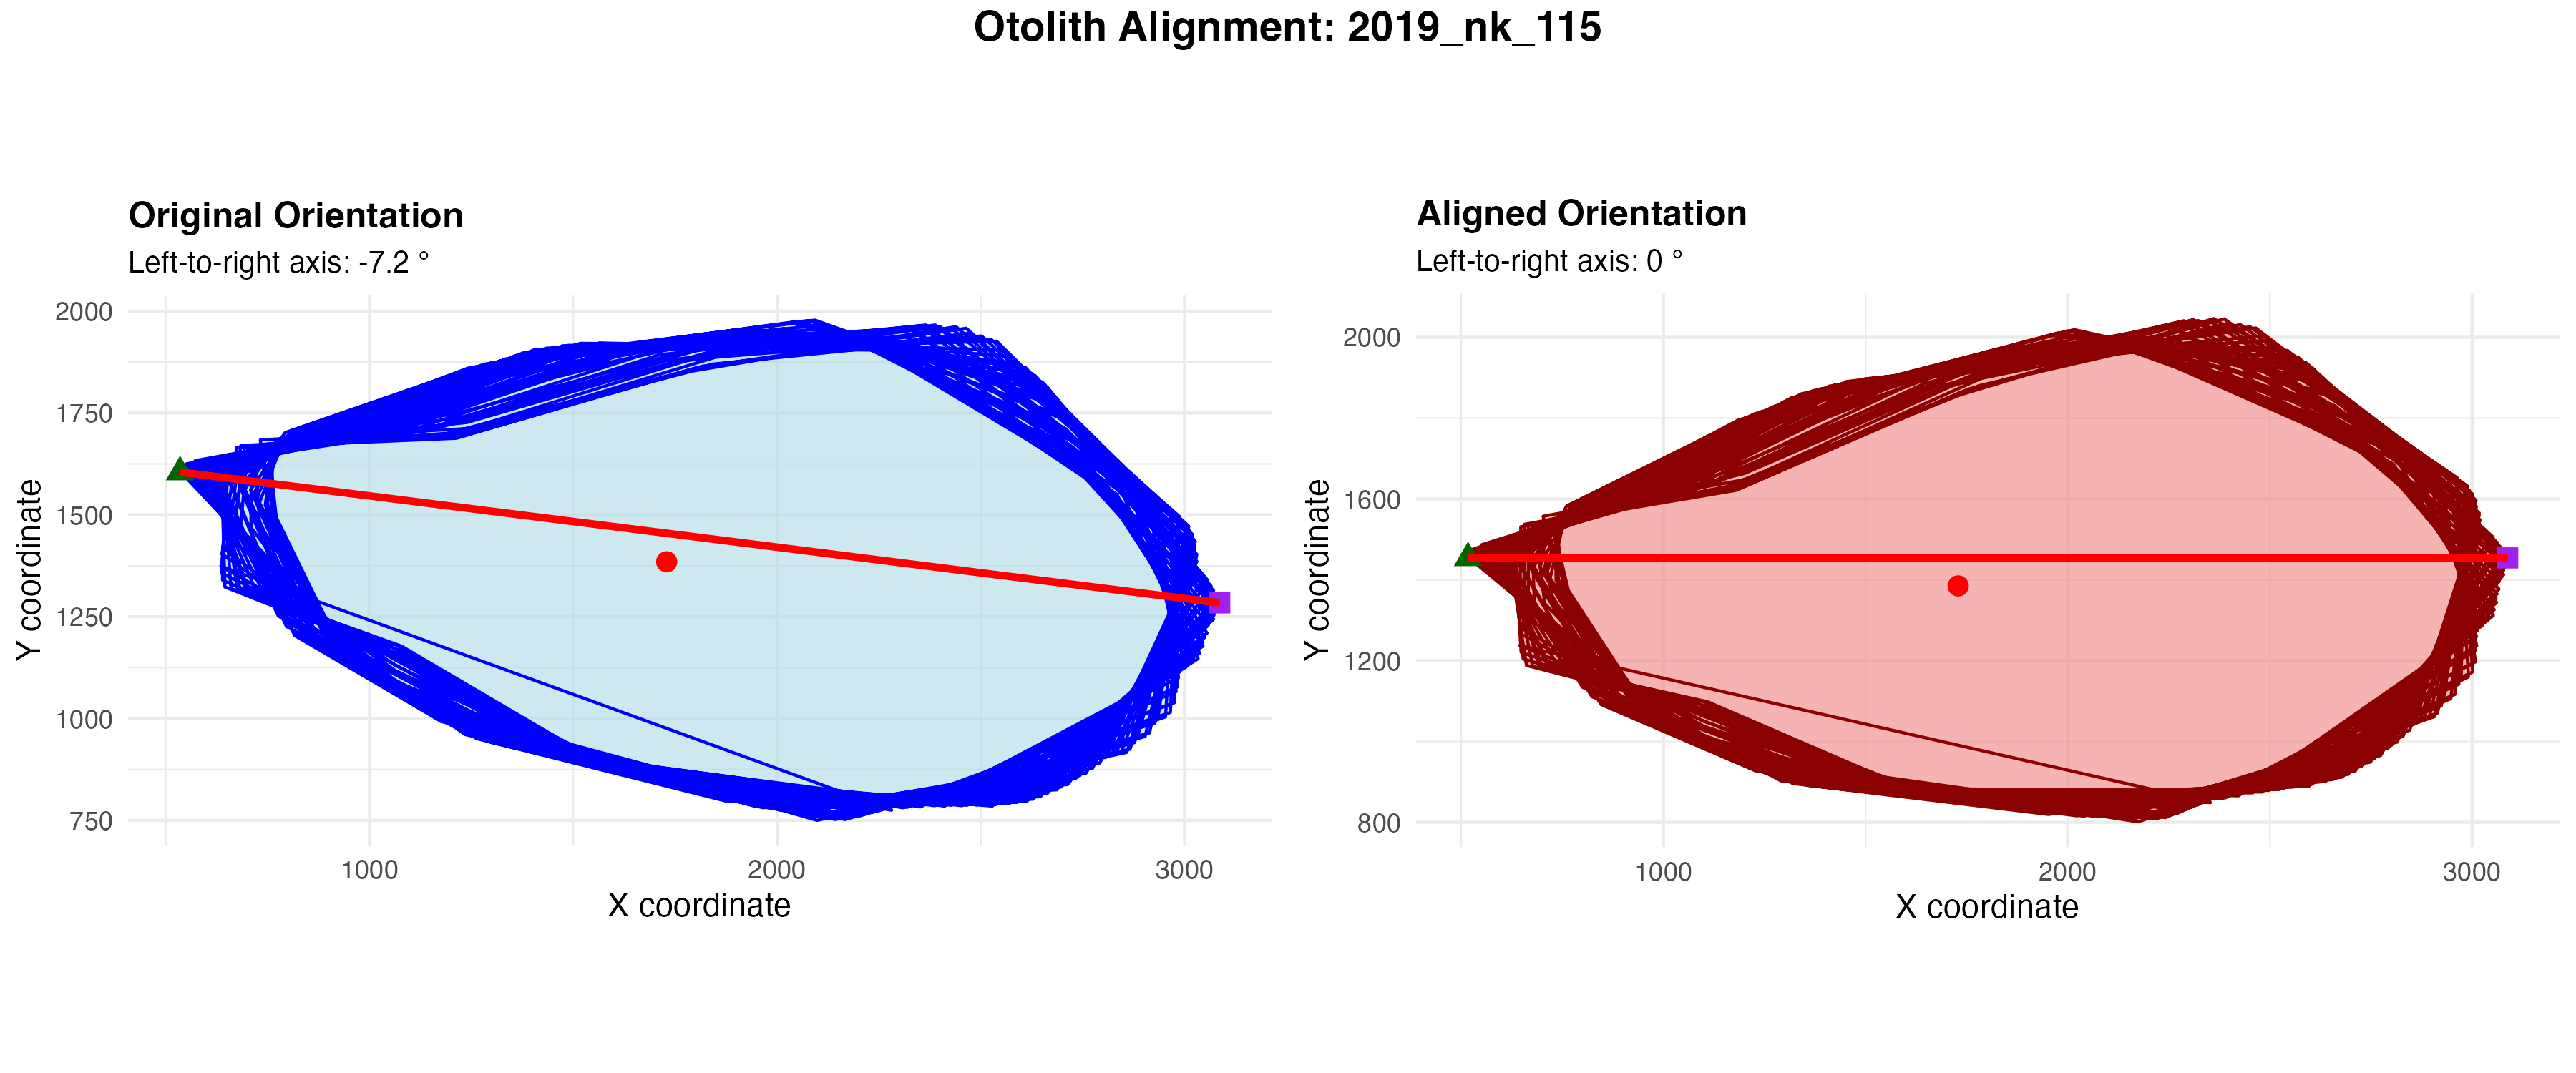 Otolith Alignment: 2019_nk_115
Original Orientation
Left-to-right axis: -7.2 °
2000
1750
1500
1250
1000
750
Y coordinate
1000
2000
3000
X coordinate
Aligned Orientation
Left-to-right axis: 0 °
2000
1600
1200
800
Y coordinate
1000
2000
3000
X coordinate